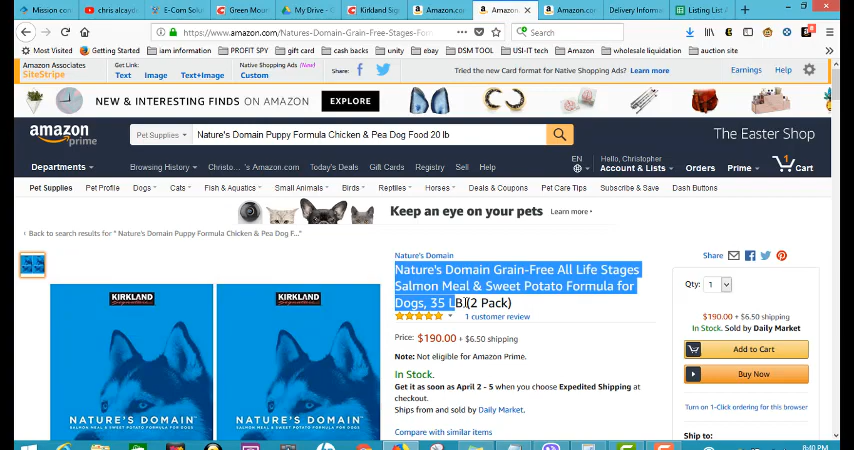 Mission con
chris alcayde
E-Com Solu
Green Moun
My Drive - G
Kirkland Sig
Amazon.co
Amazon.
Amazon.co
Delivery Inform
Listing List A
https://www.amazon.com/Natures-Domain-Grain-Free-Stages-Form
Search
Most Visited
Getting Started
iam information
PROFIT SPY
gift card
cash backs
unity
ebay
DSM TOOL
USI-IT tech
Amazon
wholesale liquidation
auction site
Amazon Associates
SiteStripe
Get Link:
Text
Image
Text+Image
Native Shopping Ads (New)
Custom
Share:
Tried the new Card format for Native Shopping Ads? Learn more
Earnings
Help
NEW & INTERESTING FINDS ON AMAZON
EXPLORE
amazon
prime
Pet Supplies
Nature's Domain Puppy Formula Chicken & Pea Dog Food 20 lb
The Easter Shop
Departments
Browsing History
Christo... 's Amazon.com
Today's Deals
Gift Cards
Registry
Sell
Help
EN
Hello, Christopher
Account & Lists
Orders
Prime
1
Cart
Pet Supplies
Pet Profile
Dogs
Cats
Fish & Aquatics
Small Animals
Birds
Reptiles
Horses
Deals & Coupons
Pet Care Tips
Subscribe & Save
Dash Buttons
Keep an eye on your pets
Learn more
‹ Back to search results for " Nature's Domain Puppy Formula Chicken & Pea Dog F..."
Nature's Domain
Nature's Domain Grain-Free All Life Stages
Salmon Meal & Sweet Potato Formula for
Dogs, 35 LB (2 Pack)
1 customer review
Price: $190.00 + $6.50 shipping
Note: Not eligible for Amazon Prime.
In Stock.
Get it as soon as April 2 - 5 when you choose Expedited Shipping at
checkout.
Ships from and sold by Daily Market.
Compare with similar items
KIRKLAND
Signature
NATURE'S DOMAIN
SALMON MEAL & SWEET POTATO FORMULA FOR DOGS
KIRKLAND
Signature
NATURE'S DOMAIN
SALMON MEAL & SWEET POTATO FORMULA FOR DOGS
Share
Qty: 1
$190.00 + $6.50 shipping
In Stock. Sold by Daily Market
Add to Cart
Buy Now
Turn on 1-Click ordering for this browser
Ship to:
8:40 PM